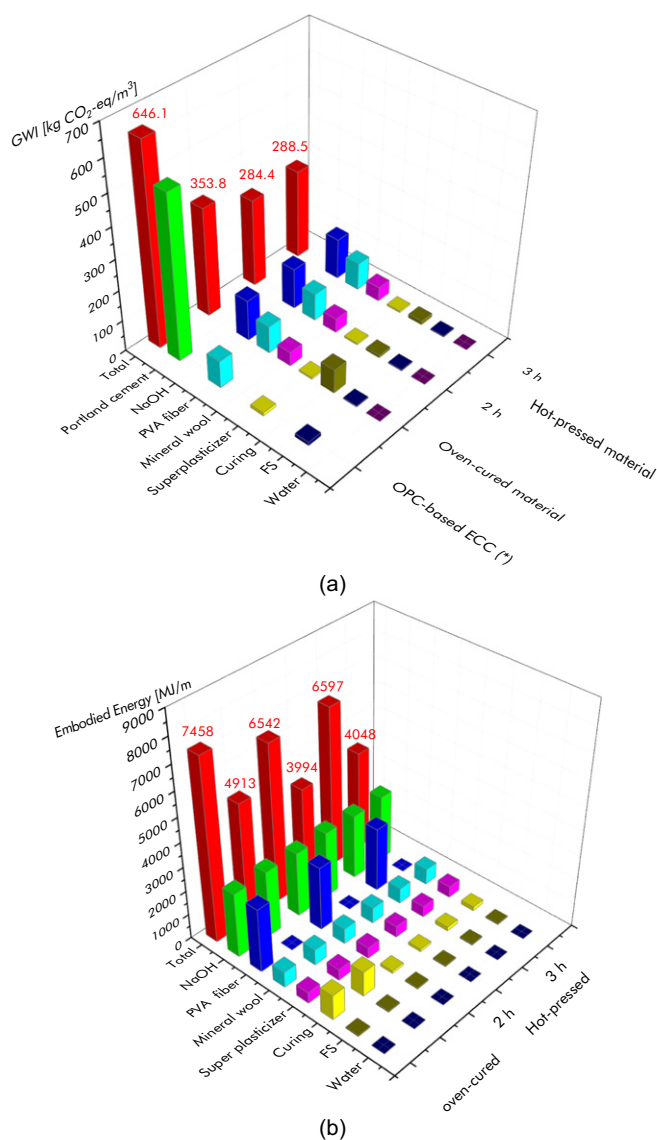 GWI [kg CO₂-eq/m³]
700
600
500
400
300
200
100
0
646.1
353.8
284.4
288.5
Total
Portland cement
NaOH
PVA fiber
Mineral wool
Superplasticizer
Curing
FS
Water
3 h
Hot-pressed material
2 h
Oven-cured material
OPC-based ECC (*)
(a)
Embodied Energy [MJ/m
9000
8000
7000
6000
5000
4000
3000
2000
1000
0
7458
4913
6542
3994
6597
4048
Total
NaOH
PVA fiber
Mineral wool
Super plasticizer
Curing
FS
Water
3 h
Hot-pressed
2 h
oven-cured
(b)